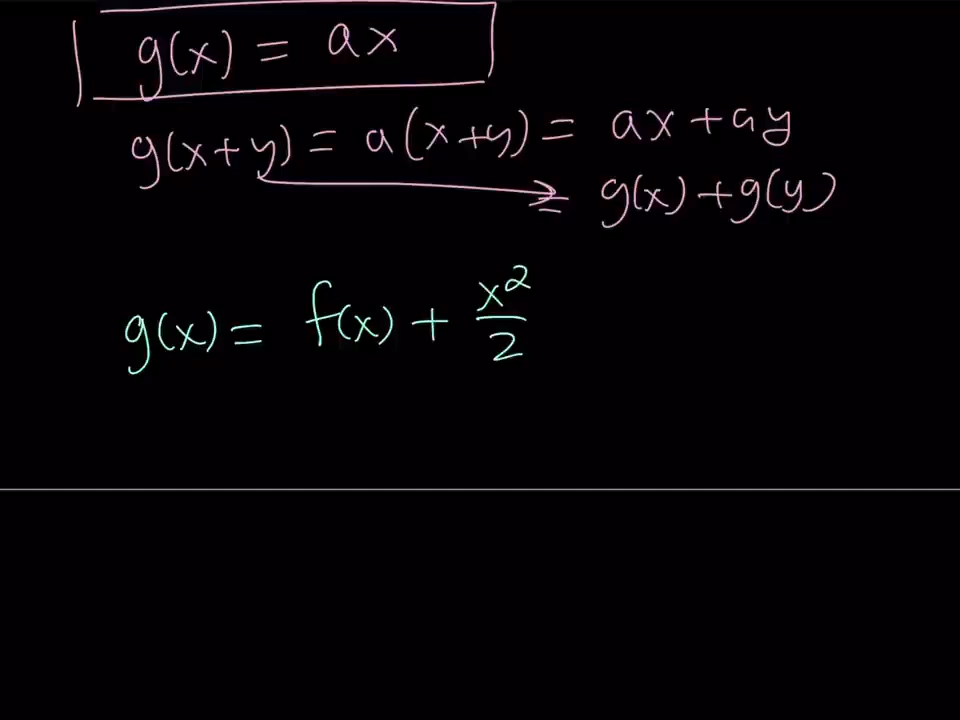 g(x) = ax
g(x+y) = a(x+y) = ax + ay
= g(x) + g(y)
g(x) = f(x) + x²/2